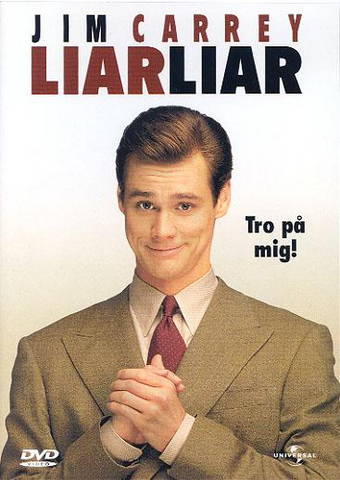 JIM CARREY
LIARLIAR
Tro på
mig!
DVD
VIDEO
UNIVERSAL